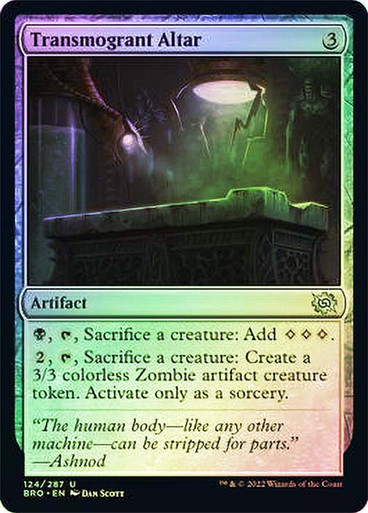 Transmogrant Altar 3
Artifact
, , Sacrifice a creature: Add .
2, , Sacrifice a creature: Create a
3/3 colorless Zombie artifact creature
token. Activate only as a sorcery.
“The human body—like any other
machine—can be stripped for parts.”
—Ashnod
124/287 U
BRO • EN Dan Scott
™ & © 2022 Wizards of the Coast